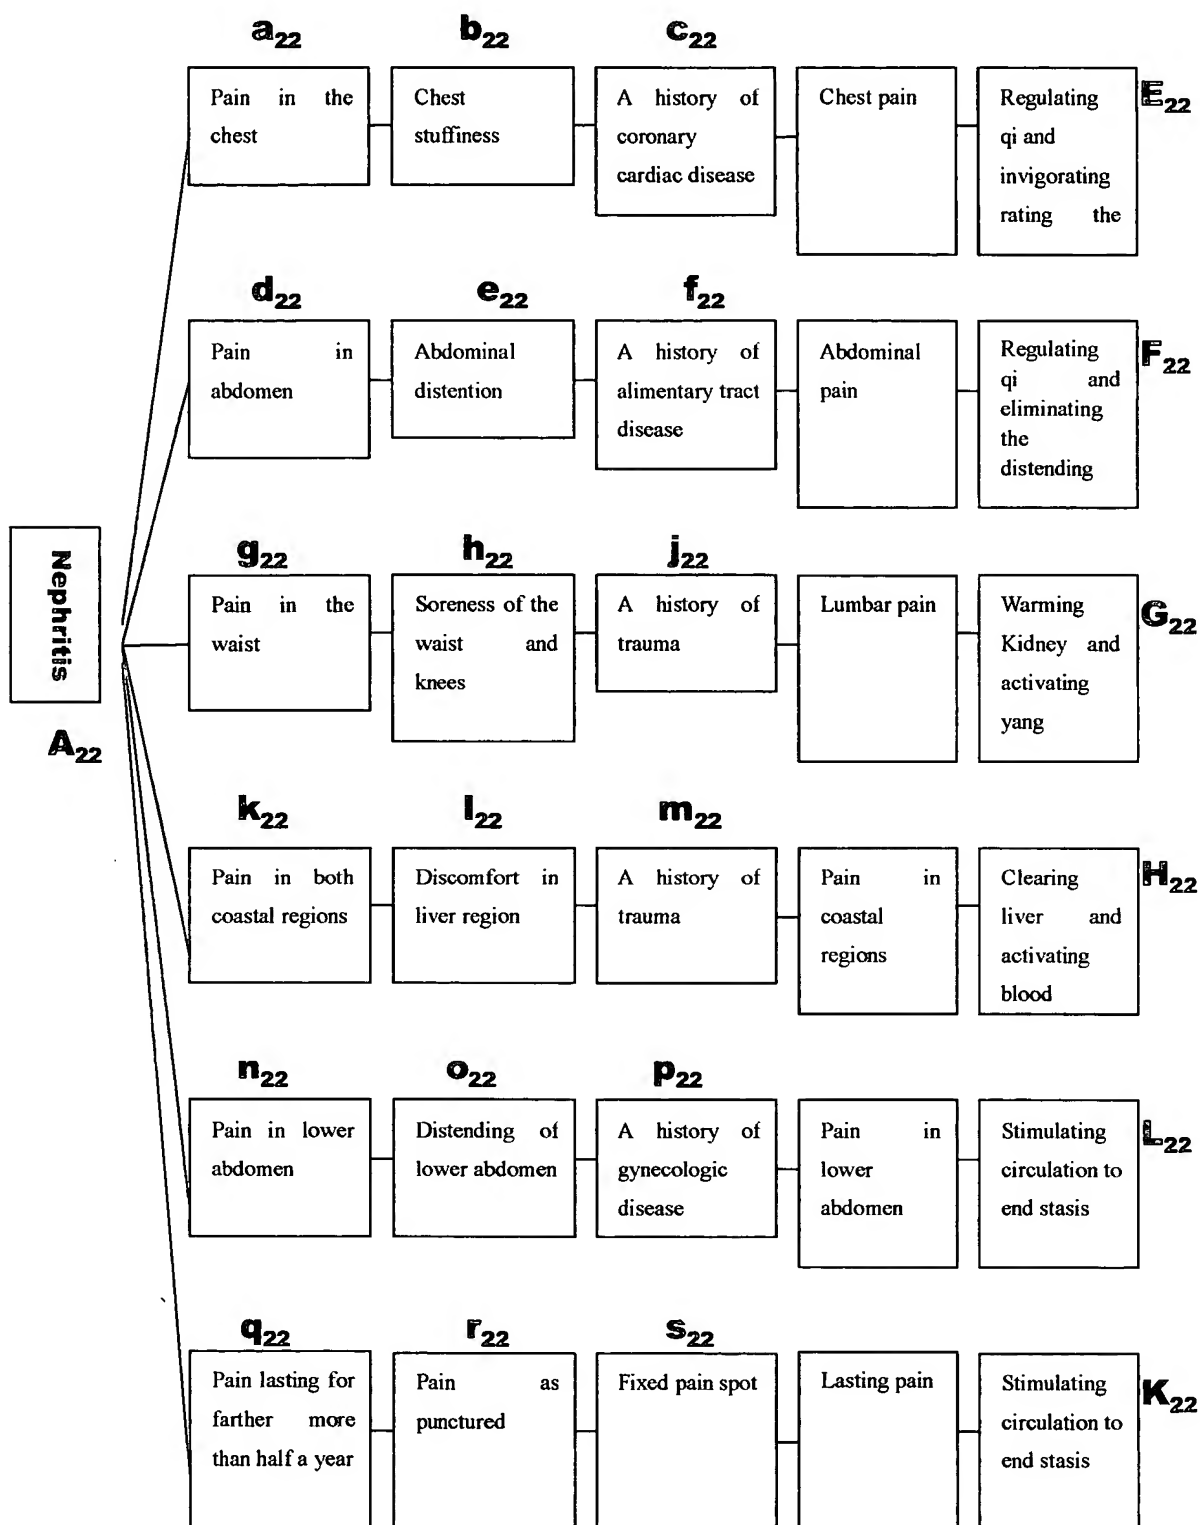 a22 b22 c22
Pain in the
chest
Chest
stuffiness
A history of
coronary
cardiac disease
Chest pain
Regulating
qi and
invigorating
rating the
E22
d22 e22 f22
Pain in
abdomen
Abdominal
distention
A history of
alimentary tract
disease
Abdominal
pain
Regulating
qi and
eliminating
the
distending
F22
Nephritis
A22
g22 h22 j22
Pain in the
waist
Soreness of the
waist and
knees
A history of
trauma
Lumbar pain
Warming
Kidney and
activating
yang
G22
k22 l22 m22
Pain in both
coastal regions
Discomfort in
liver region
A history of
trauma
Pain in
coastal
regions
Clearing
liver and
activating
blood
H22
n22 o22 p22
Pain in lower
abdomen
Distending of
lower abdomen
A history of
gynecologic
disease
Pain in
lower
abdomen
Stimulating
circulation to
end stasis
L22
q22 r22 s22
Pain lasting for
farther more
than half a year
Pain as
punctured
Fixed pain spot
Lasting pain
Stimulating
circulation to
end stasis
K22